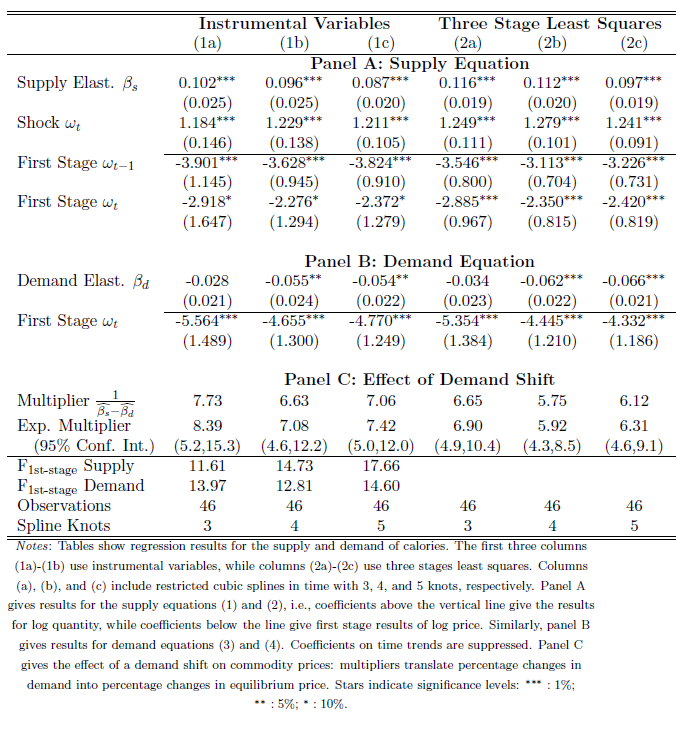 Instrumental Variables Three Stage Least Squares
(1a) (1b) (1c) (2a) (2b) (2c)
Panel A: Supply Equation
Supply Elast. βs 0.102*** 0.096*** 0.087*** 0.116*** 0.112*** 0.097***
(0.025) (0.025) (0.020) (0.019) (0.020) (0.019)
Shock ωt 1.184*** 1.229*** 1.211*** 1.249*** 1.279*** 1.241***
(0.146) (0.138) (0.105) (0.111) (0.101) (0.091)
First Stage ωt−1 -3.901*** -3.628*** -3.824*** -3.546*** -3.113*** -3.226***
(1.145) (0.945) (0.910) (0.800) (0.704) (0.731)
First Stage ωt -2.918* -2.276* -2.372* -2.885*** -2.350*** -2.420***
(1.647) (1.294) (1.279) (0.967) (0.815) (0.819)
Panel B: Demand Equation
Demand Elast. βd -0.028 -0.055** -0.054** -0.034 -0.062*** -0.066***
(0.021) (0.024) (0.022) (0.023) (0.022) (0.021)
First Stage ωt -5.564*** -4.655*** -4.770*** -5.354*** -4.445*** -4.332***
(1.489) (1.300) (1.249) (1.384) (1.210) (1.186)
Panel C: Effect of Demand Shift
Multiplier 1/(β̂s−β̂d) 7.73 6.63 7.06 6.65 5.75 6.12
Exp. Multiplier 8.39 7.08 7.42 6.90 5.92 6.31
(95% Conf. Int.) (5.2,15.3) (4.6,12.2) (5.0,12.0) (4.9,10.4) (4.3,8.5) (4.6,9.1)
F1st-stage Supply 11.61 14.73 17.66
F1st-stage Demand 13.97 12.81 14.60
Observations 46 46 46 46 46 46
Spline Knots 3 4 5 3 4 5
Notes: Tables show regression results for the supply and demand of calories. The first three columns
(1a)-(1b) use instrumental variables, while columns (2a)-(2c) use three stages least squares. Columns
(a), (b), and (c) include restricted cubic splines in time with 3, 4, and 5 knots, respectively. Panel A
gives results for the supply equations (1) and (2), i.e., coefficients above the vertical line give the results
for log quantity, while coefficients below the line give first stage results of log price. Similarly, panel B
gives results for demand equations (3) and (4). Coefficients on time trends are suppressed. Panel C
gives the effect of a demand shift on commodity prices: multipliers translate percentage changes in
demand into percentage changes in equilibrium price. Stars indicate significance levels: *** : 1%;
** : 5%; * : 10%.